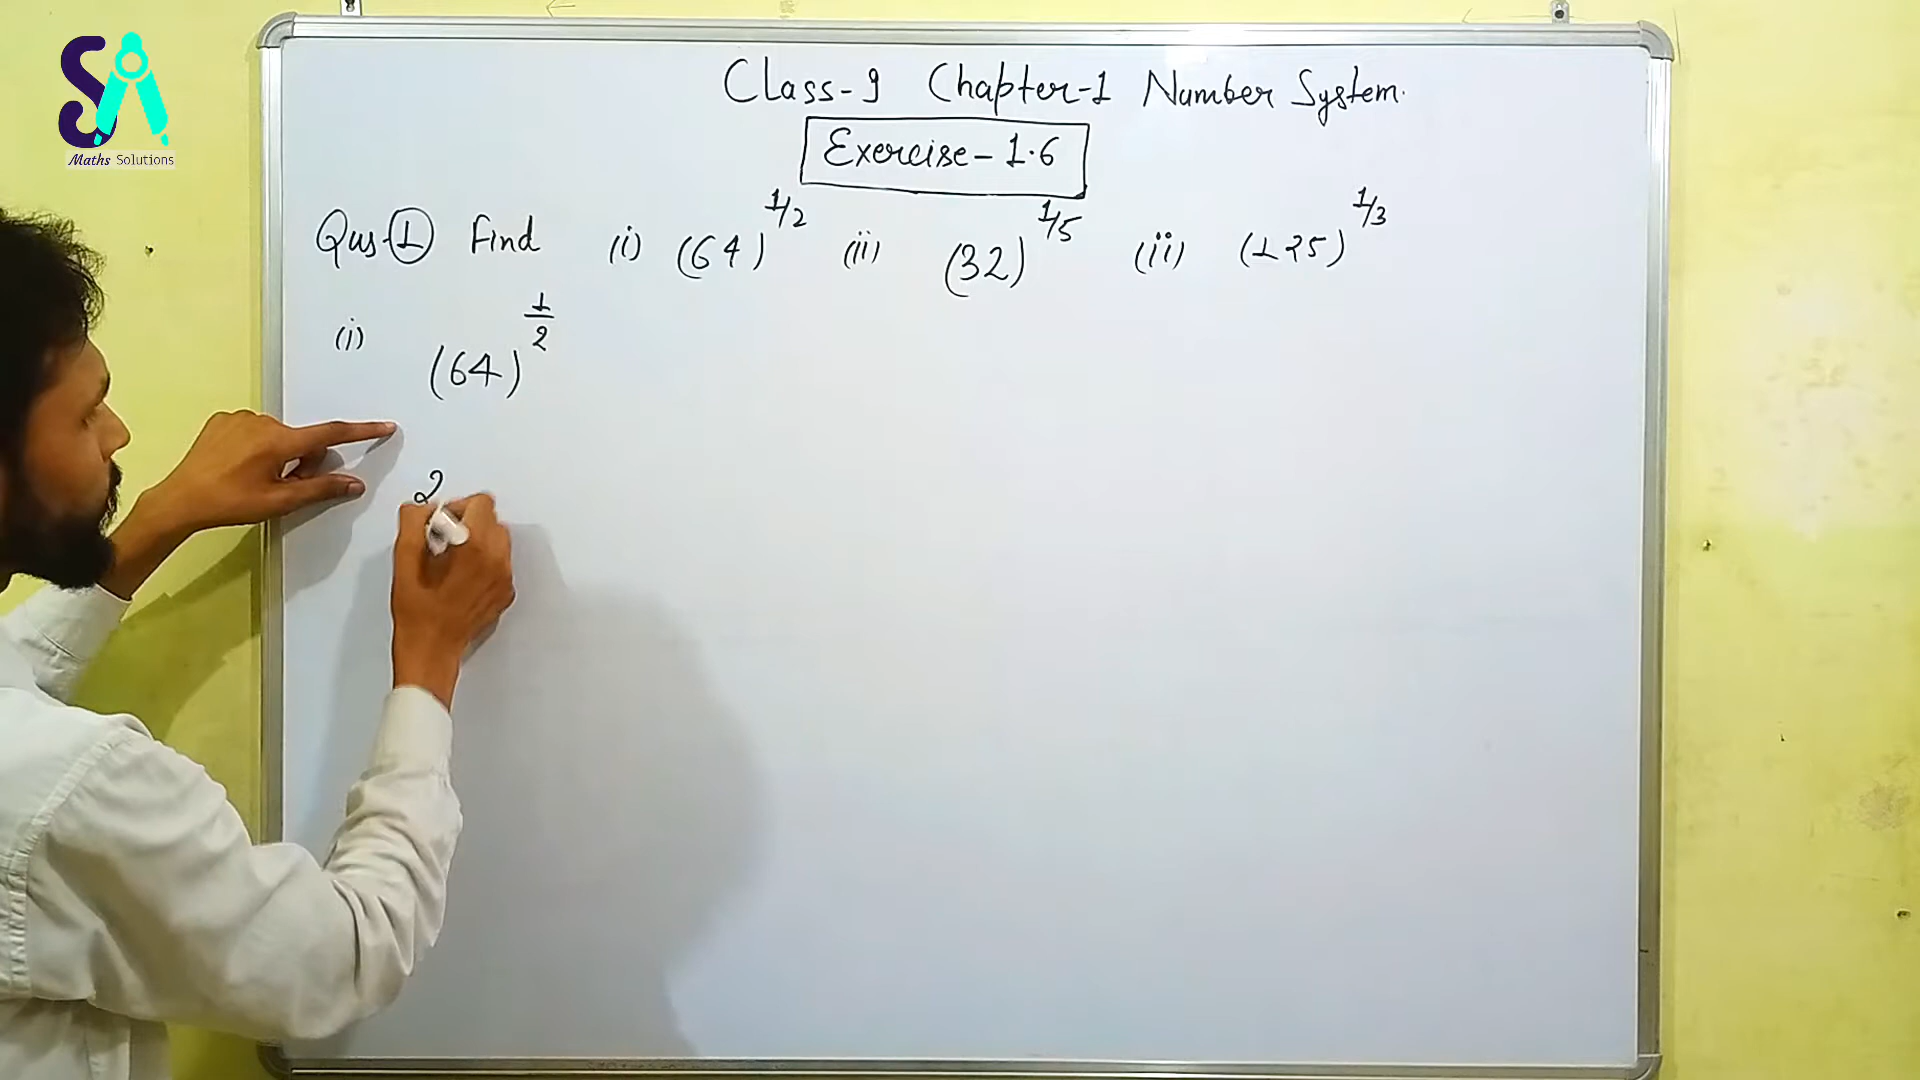 SA
Maths Solutions
Class-9 Chapter-1 Number System.
Exercise-1.6
Qus-1 Find (i) (64)^1/2 (ii) (32)^1/5 (iii) (125)^1/3
(i) (64)^1/2
2